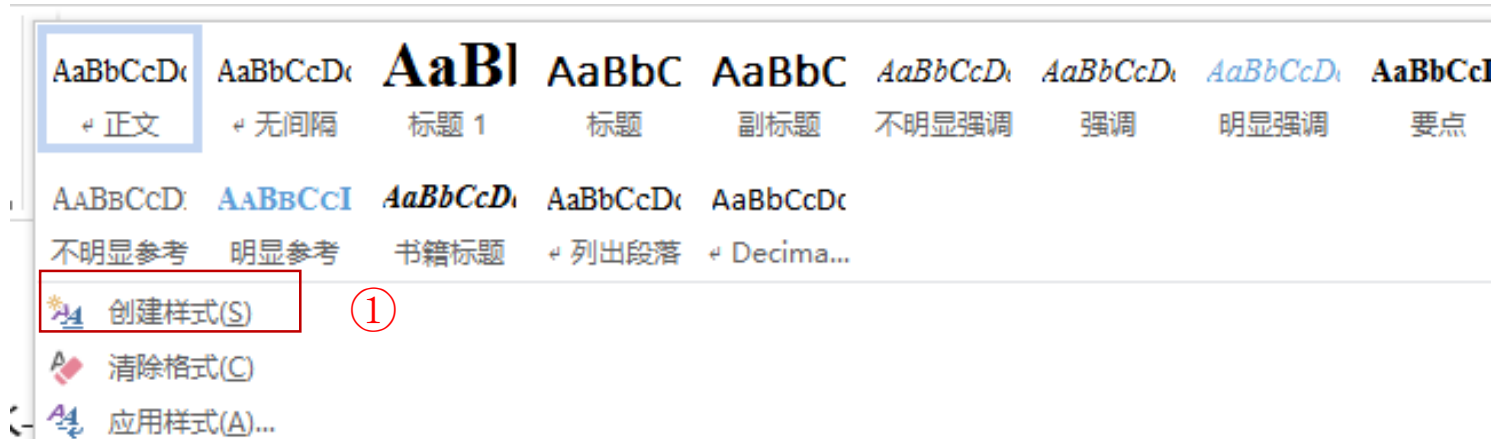 AaBbCcDc AaBbCcDc AaBl AaBbC AaBbC AaBbCcDc AaBbCcDc AaBbCcDc AaBbCcI
↵ 正文 ↵ 无间隔 标题 1 标题 副标题 不明显强调 强调 明显强调 要点
AaBbCcD AaBbCcI AaBbCcDc AaBbCcDc AaBbCcDc
不明显参考 明显参考 书籍标题 ↵ 列出段落 ↵ Decima...
创建样式(S) ①
清除格式(C)
应用样式(A)...